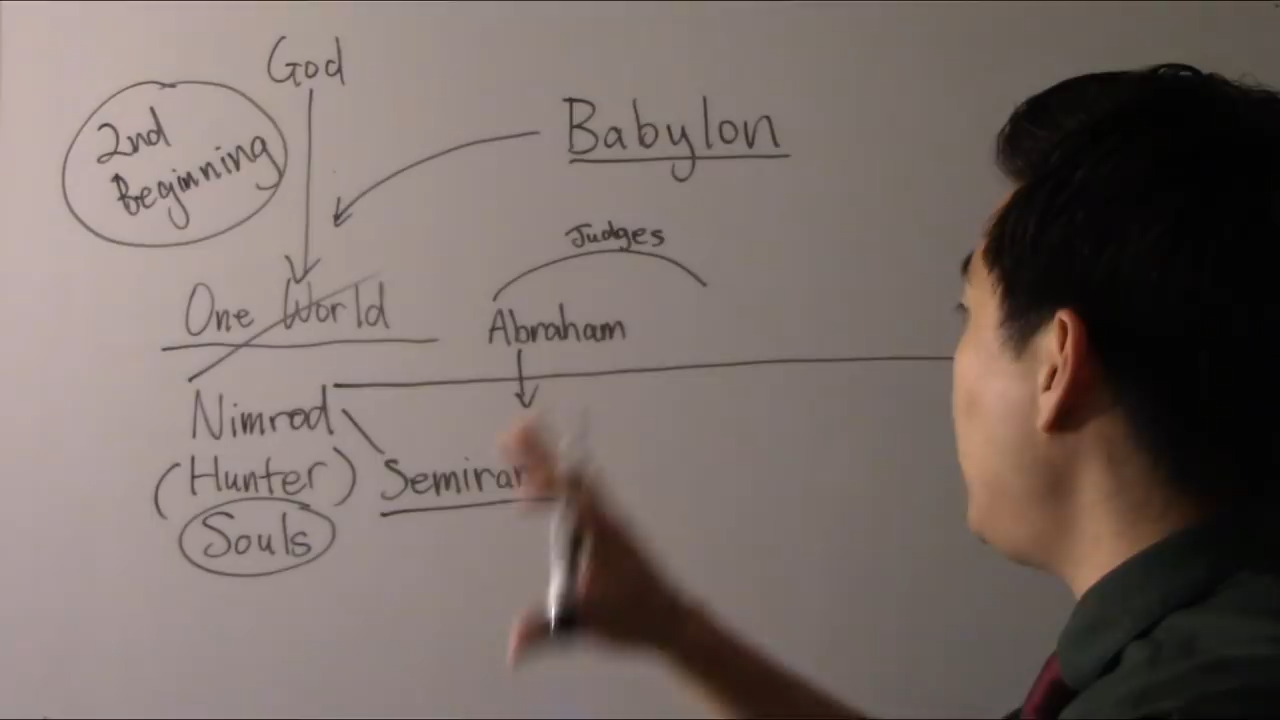 God
2nd
Beginning
Babylon
Judges
One World
Abraham
Nimrod
(Hunter)
Souls